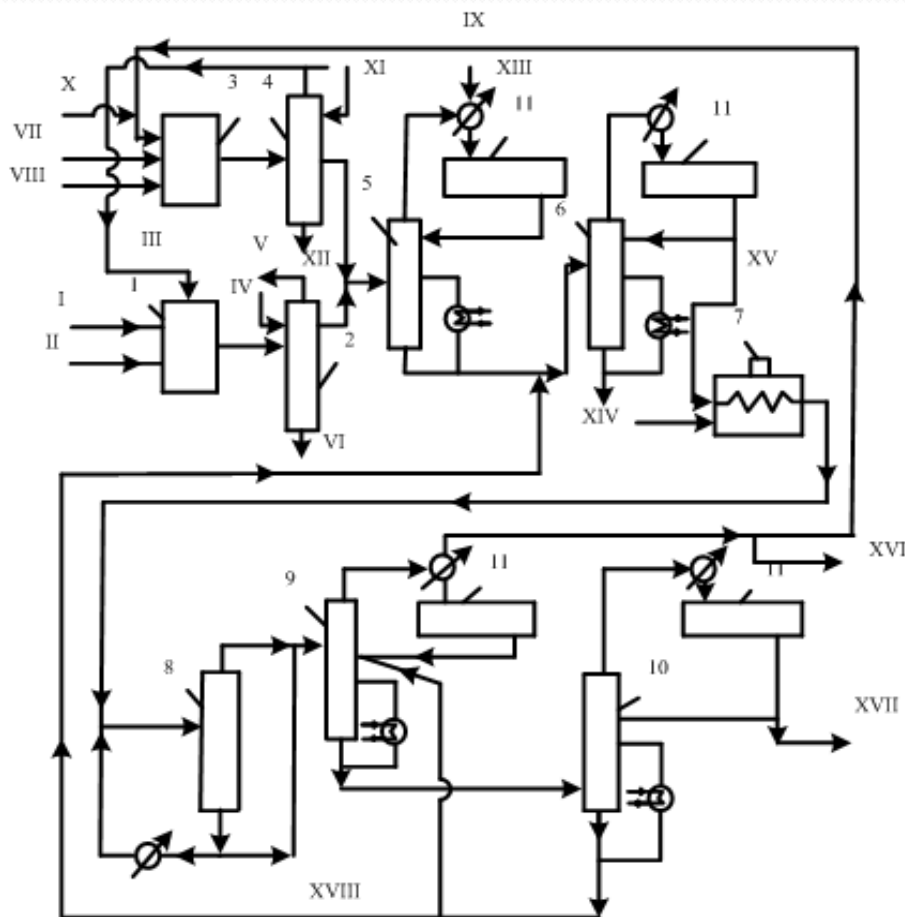 IX
3 4 XI XIII
X 11 11
VII
VIII 5
6
III V XII XV
I IV
I 2 7
II
VI XIV
XVI
9 11 11
8 10
XVII
XVIII